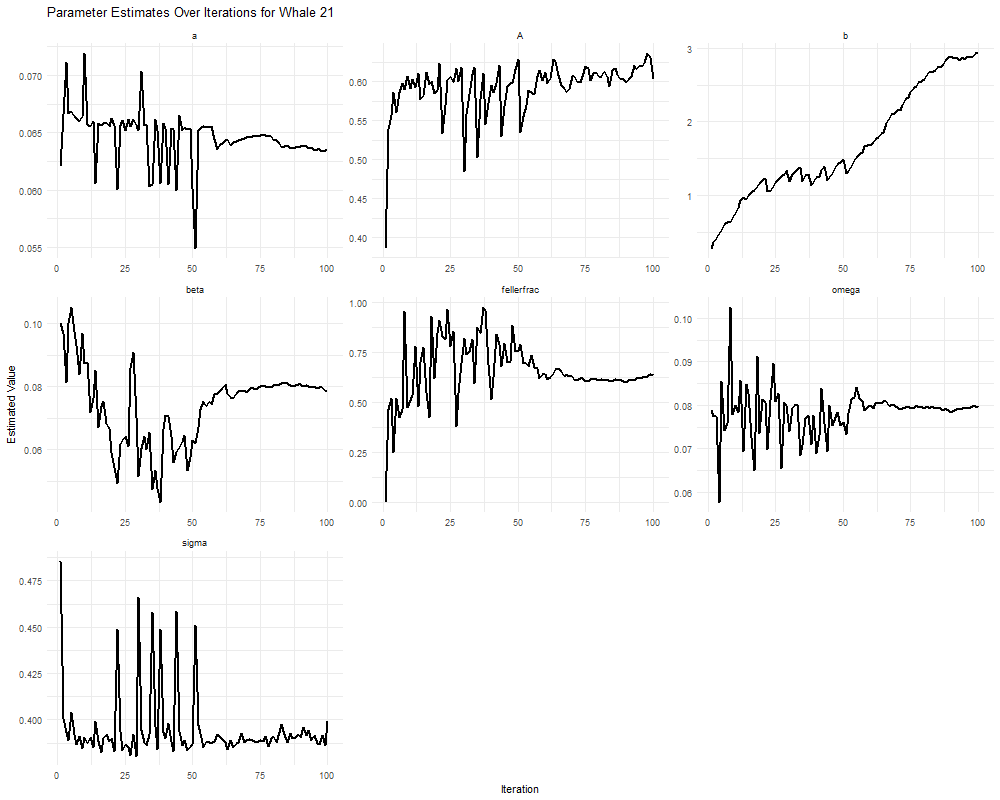 Parameter Estimates Over Iterations for Whale 21
a
A
b
0.070
0.065
0.060
0.055
0.60
0.55
0.50
0.45
0.40
3
2
1
0 25 50 75 100
0 25 50 75 100
0 25 50 75 100
beta
fellerfrac
omega
0.10
0.08
0.06
1.00
0.75
0.50
0.25
0.00
0.10
0.09
0.08
0.07
0.06
0 25 50 75 100
0 25 50 75 100
0 25 50 75 100
sigma
0.475
0.450
0.425
0.400
0 25 50 75 100
Estimated Value
Iteration